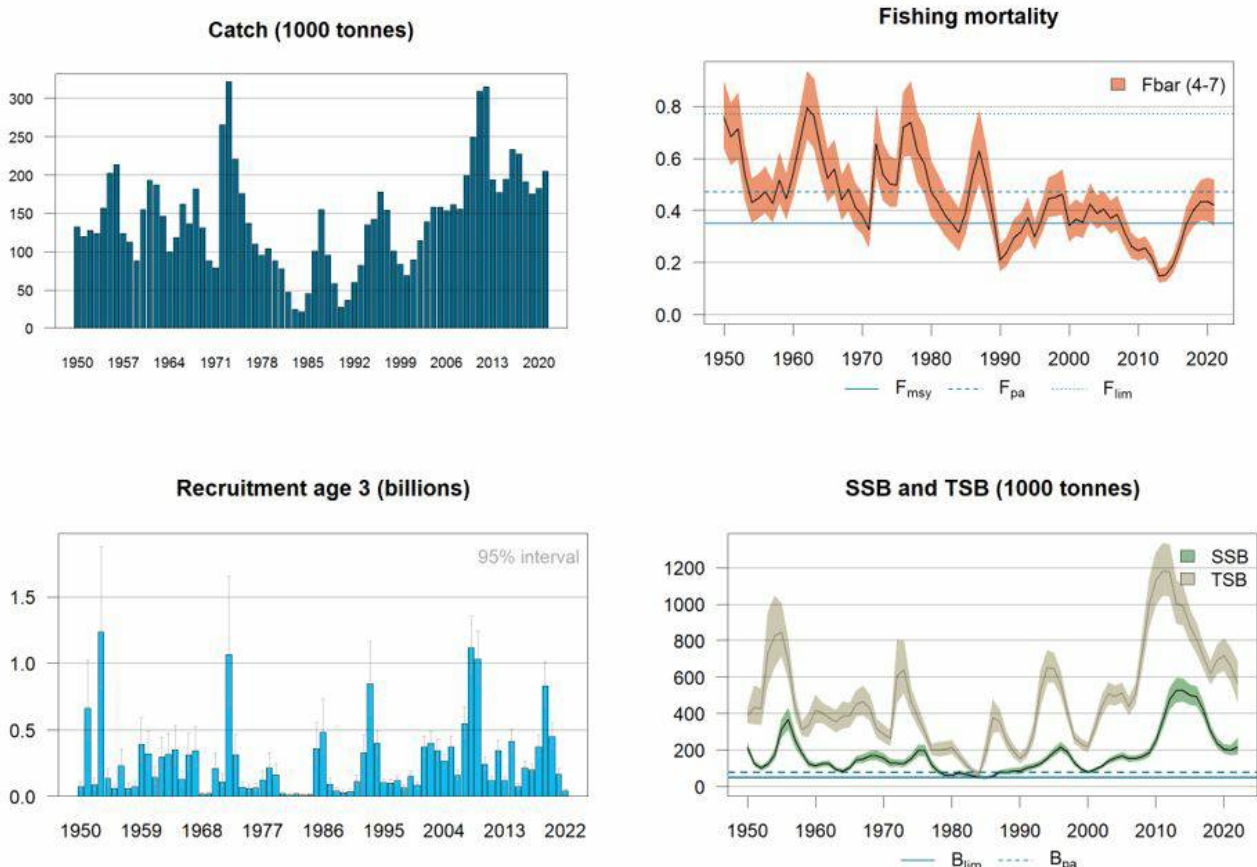 Catch (1000 tonnes)
300
250
200
150
100
50
0
1950 1957 1964 1971 1978 1985 1992 1999 2006 2013 2020
Fishing mortality
Fbar (4-7)
0.8
0.6
0.4
0.2
0.0
1950 1960 1970 1980 1990 2000 2010 2020
Fmsy Fpa Flim
Recruitment age 3 (billions)
95% interval
1.5
1.0
0.5
0.0
1950 1959 1968 1977 1986 1995 2004 2013 2022
SSB and TSB (1000 tonnes)
SSB
TSB
1200
1000
800
600
400
200
0
1950 1960 1970 1980 1990 2000 2010 2020
Blim Bpa